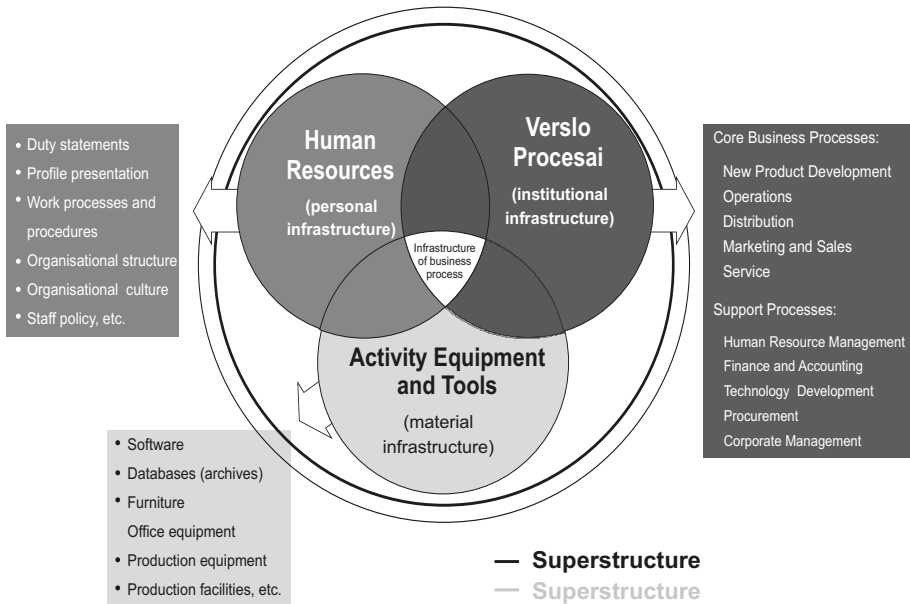 Human
Resources
(personal
infrastructure)
Verslo
Procesai
(institutional
infrastructure)
Infrastructure
of business
process
Activity Equipment
and Tools
(material
infrastructure)
• Duty statements
• Profile presentation
• Work processes and
procedures
• Organisational structure
• Organisational culture
• Staff policy, etc.
Core Business Processes:
New Product Development
Operations
Distribution
Marketing and Sales
Service
Support Processes:
Human Resource Management
Finance and Accounting
Technology Development
Procurement
Corporate Management
• Software
• Databases (archives)
• Furniture
Office equipment
• Production equipment
• Production facilities, etc.
— Superstructure
— Superstructure